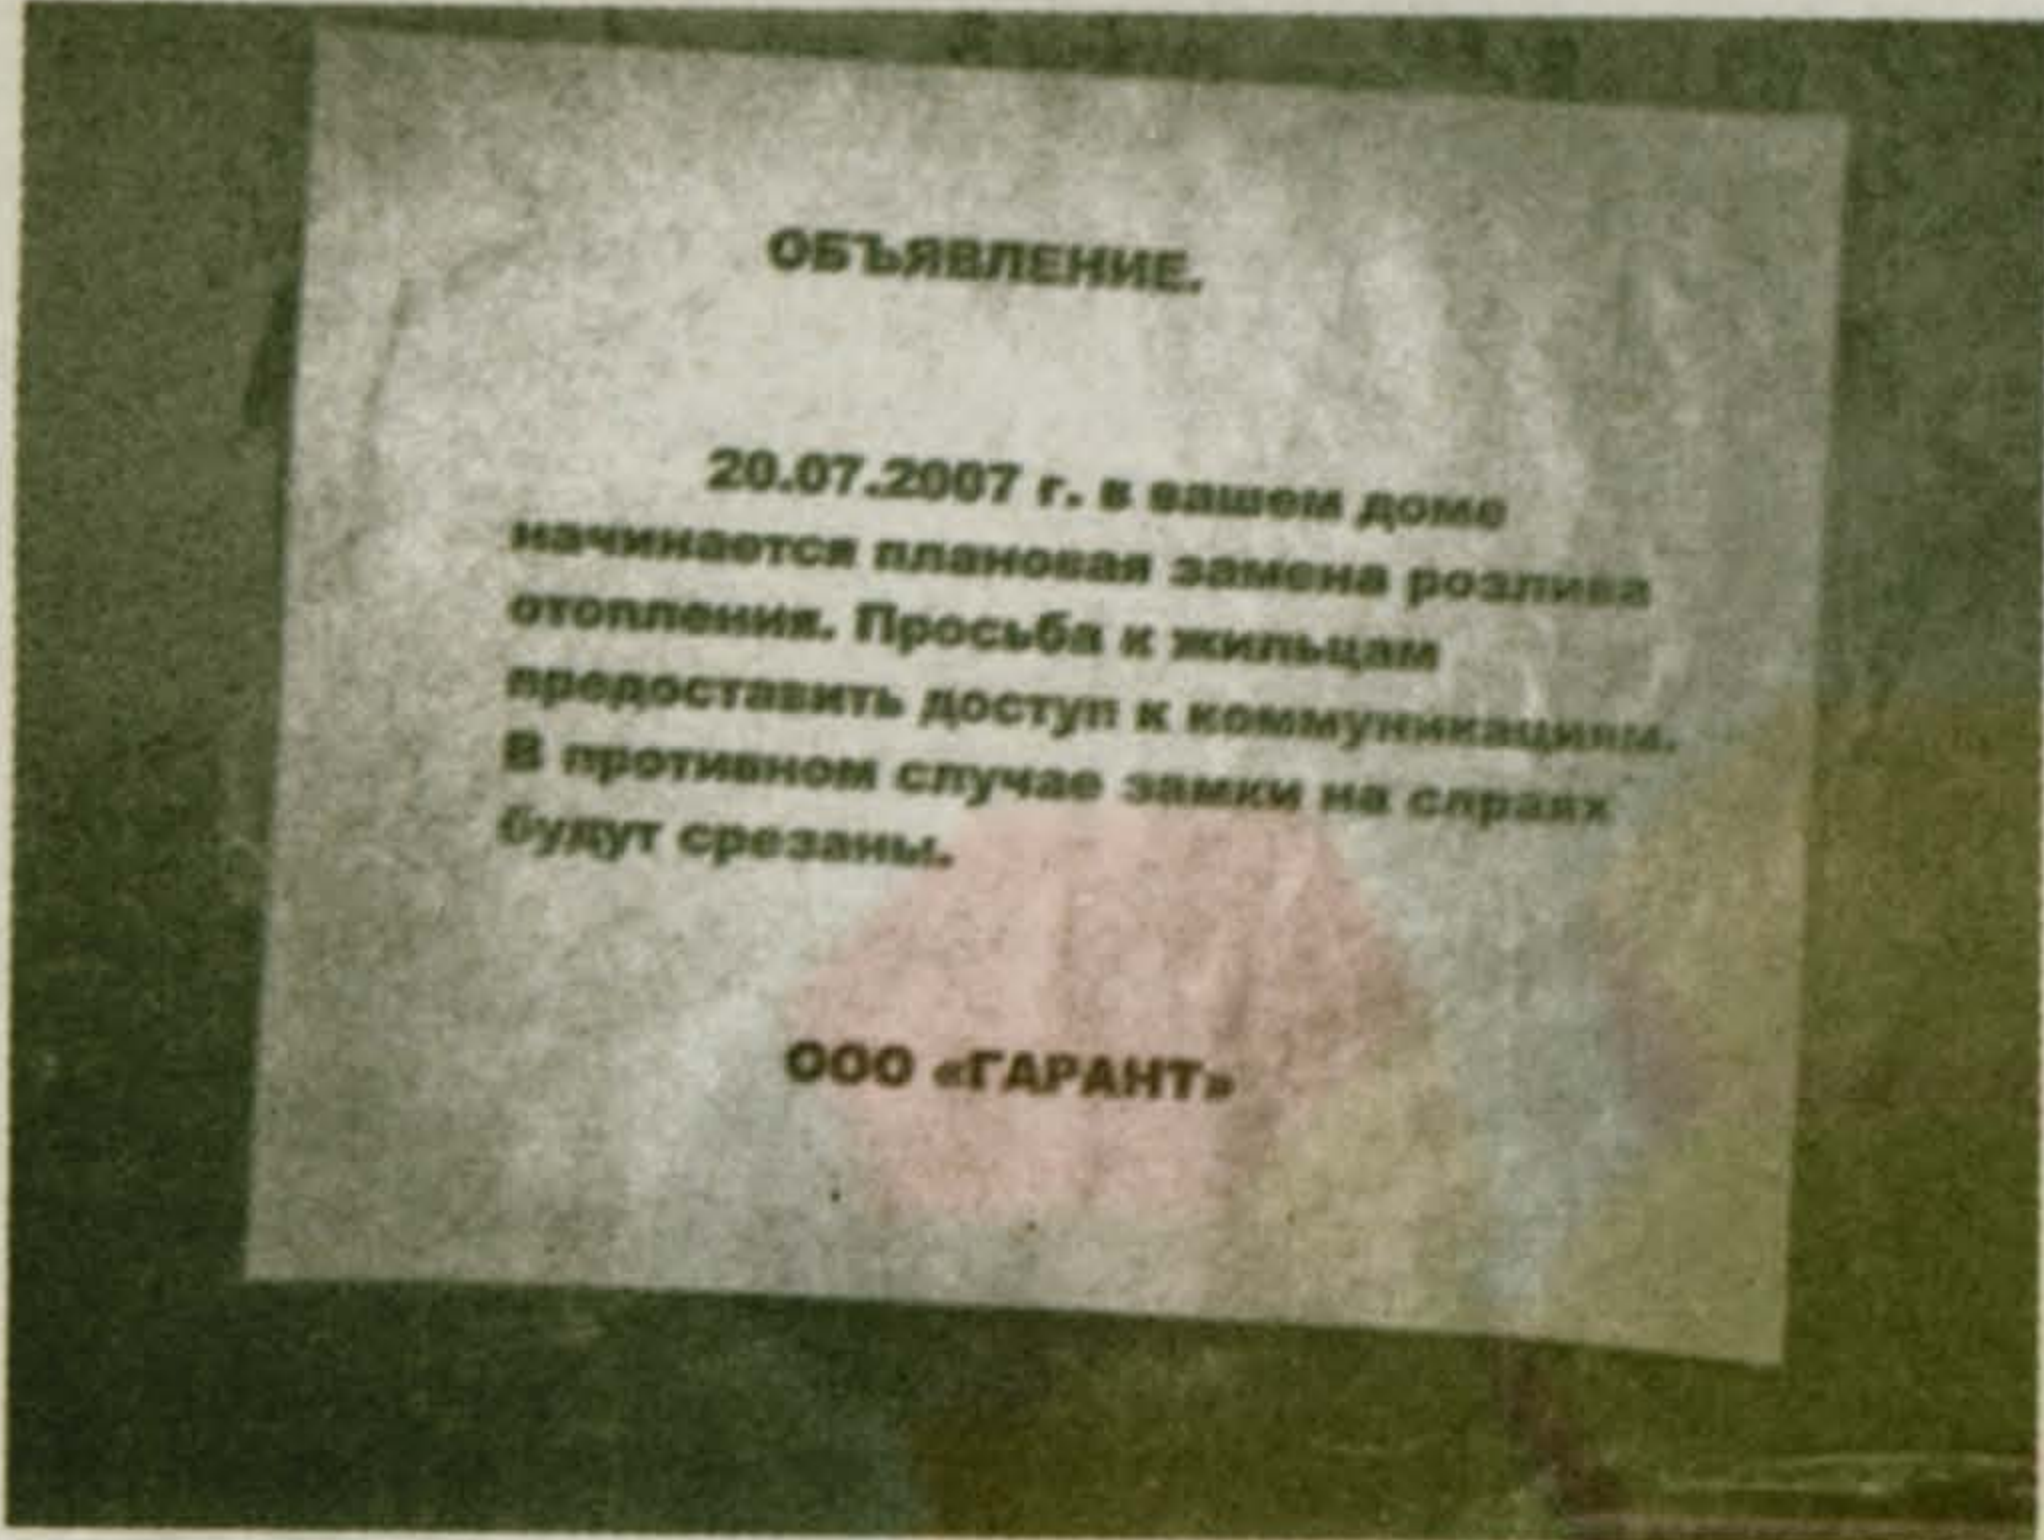 ОБЪЯВЛЕНИЕ.
20.07.2007 г. в вашем доме
начинается плановая замена розлива
отопления. Просьба к жильцам
предоставить доступ к коммуникациям.
В противном случае замки на сараях
будут срезаны.
ООО «ГАРАНТ»